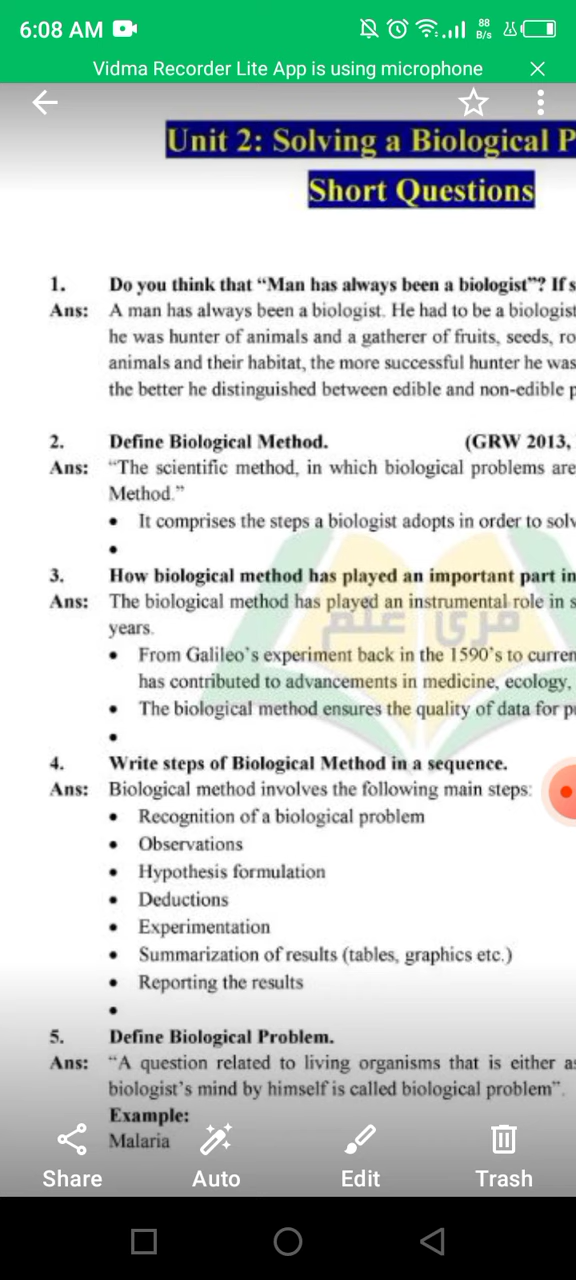 6:08 AM
88
B/s
Vidma Recorder Lite App is using microphone
Unit 2: Solving a Biological P
Short Questions
1. Do you think that “Man has always been a biologist”? If s
Ans: A man has always been a biologist. He had to be a biologist
he was hunter of animals and a gatherer of fruits, seeds, ro
animals and their habitat, the more successful hunter he was
the better he distinguished between edible and non-edible p
2. Define Biological Method. (GRW 2013,
Ans: “The scientific method, in which biological problems are
Method.”
• It comprises the steps a biologist adopts in order to solv
•
3. How biological method has played an important part in
Ans: The biological method has played an instrumental role in s
years.
• From Galileo’s experiment back in the 1590’s to curren
has contributed to advancements in medicine, ecology,
• The biological method ensures the quality of data for pu
•
4. Write steps of Biological Method in a sequence.
Ans: Biological method involves the following main steps:
• Recognition of a biological problem
• Observations
• Hypothesis formulation
• Deductions
• Experimentation
• Summarization of results (tables, graphics etc.)
• Reporting the results
•
5. Define Biological Problem.
Ans: “A question related to living organisms that is either as
biologist’s mind by himself is called biological problem”.
Example:
Malaria
Share Auto Edit Trash